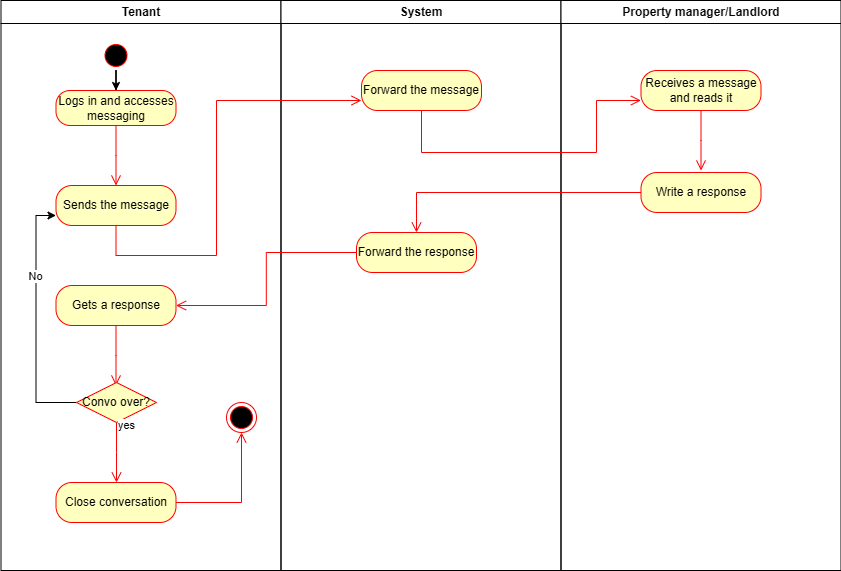 Tenant
System
Property manager/Landlord
Logs in and accesses
messaging
Forward the message
Receives a message
and reads it
Sends the message
Write a response
Forward the response
No
Gets a response
Convo over?
yes
Close conversation